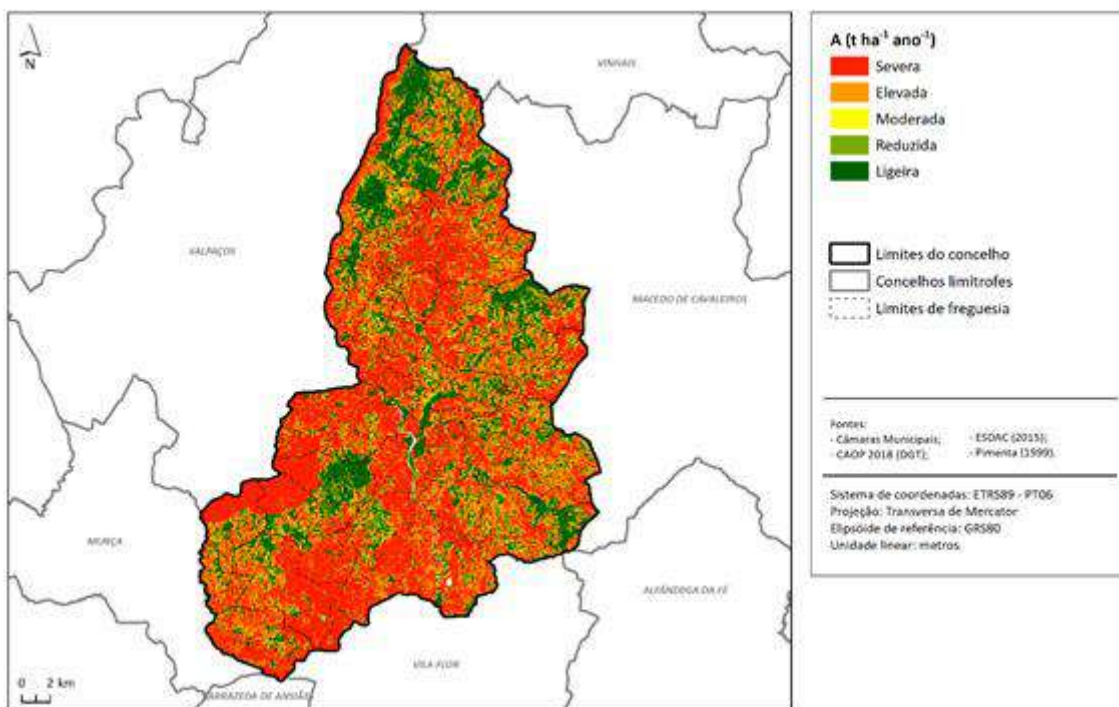 N
VINHAIS
VALPAÇOS
MACEDO DE CAVALEIROS
MURÇA
ALFÂNDEGA DA FÉ
VILA FLOR
CARRAZEDA DE ANSIÃES
0 2 km
A (t ha⁻¹ ano⁻¹)
Severa
Elevada
Moderada
Reduzida
Ligeira
Limites do concelho
Concelhos limítrofes
Limites de freguesia
Fontes:
- Câmaras Municipais; - ESDAC (2015);
- CAOP 2018 (DGT); - Pimenta (1999).
Sistema de coordenadas: ETRS89 - PT06
Projeção: Transversa de Mercator
Elipsóide de referência: GRS80
Unidade linear: metros